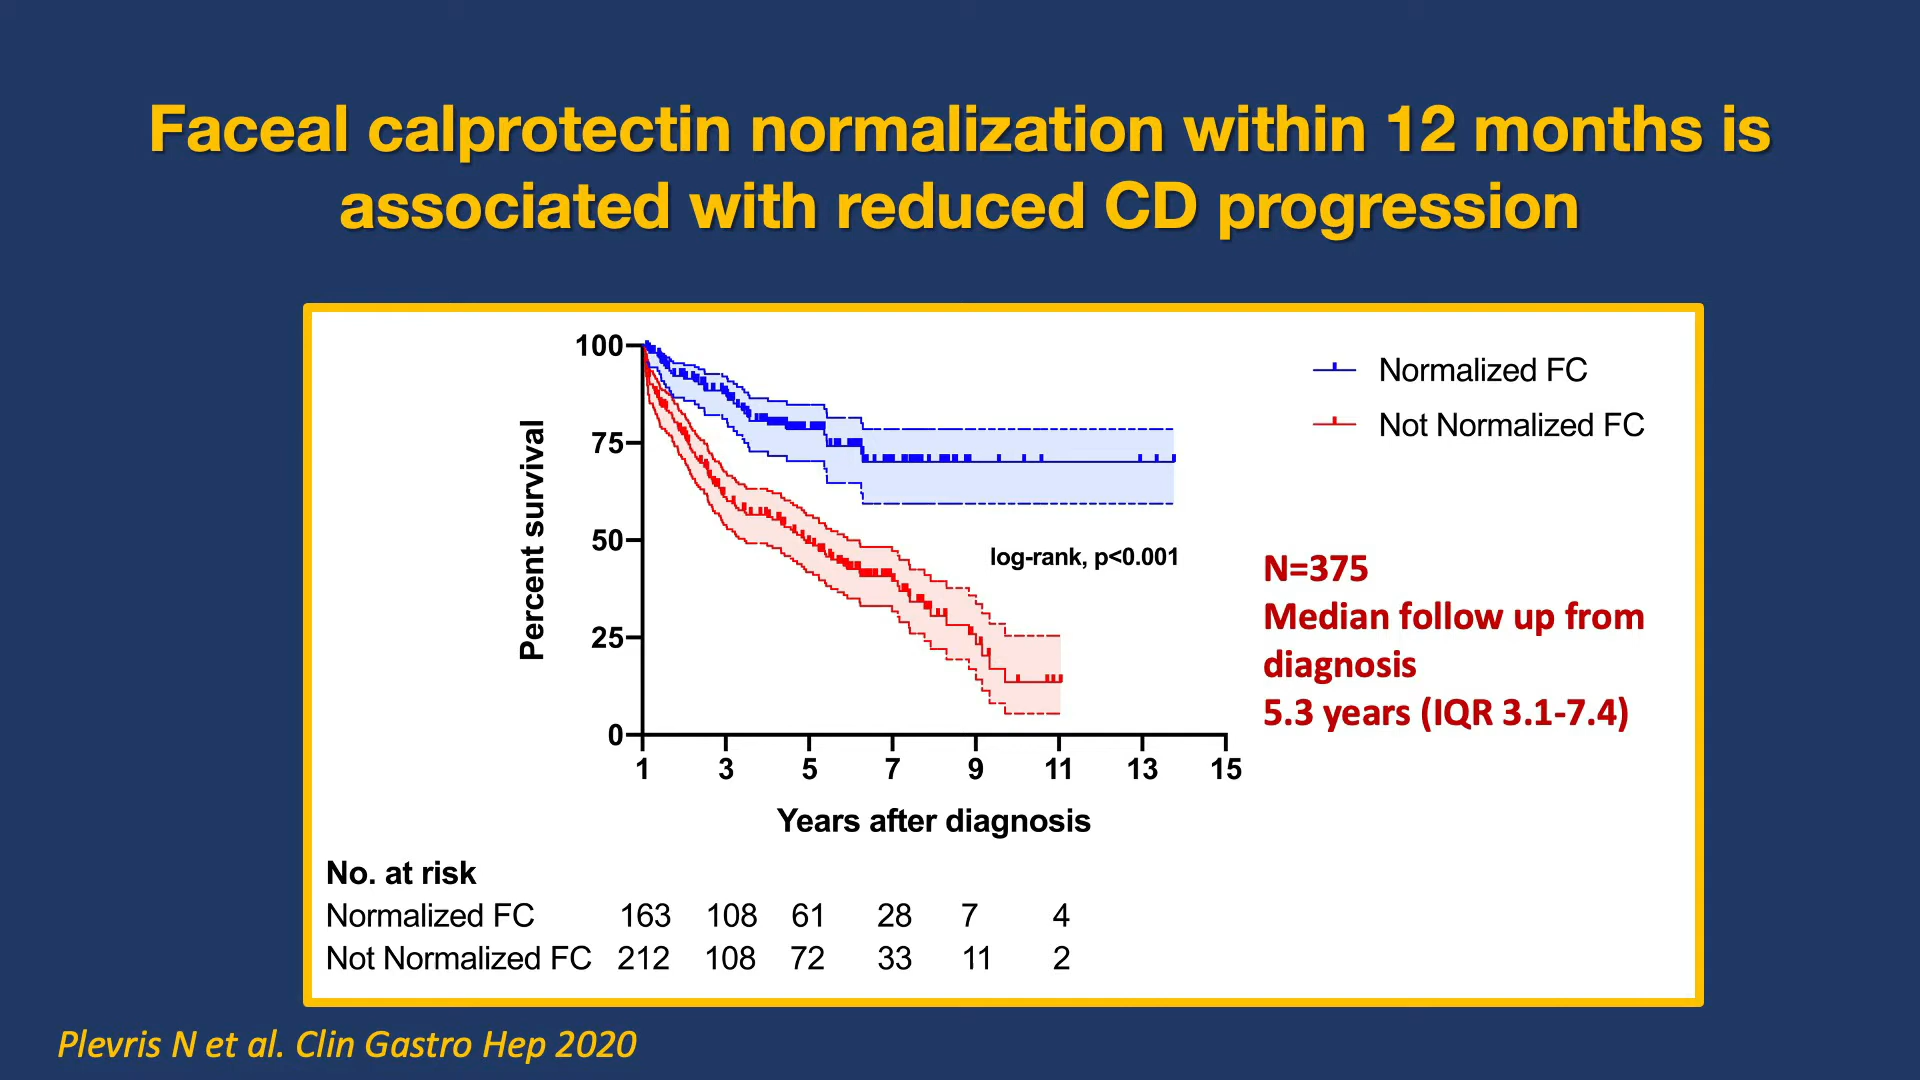 Faceal calprotectin normalization within 12 months is
associated with reduced CD progression
100
75
50
25
0
Percent survival
1 3 5 7 9 11 13 15
Years after diagnosis
Normalized FC
Not Normalized FC
log-rank, p<0.001
N=375
Median follow up from
diagnosis
5.3 years (IQR 3.1-7.4)
No. at risk
Normalized FC 163 108 61 28 7 4
Not Normalized FC 212 108 72 33 11 2
Plevris N et al. Clin Gastro Hep 2020